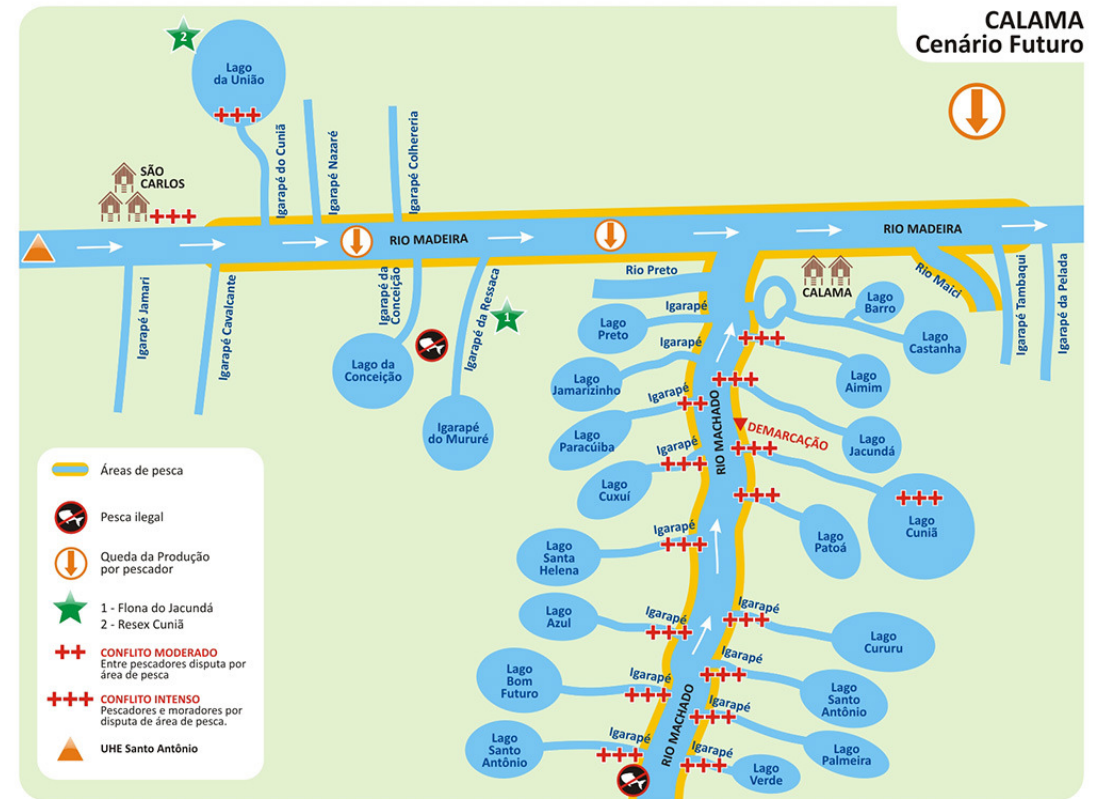 CALAMA
Cenário Futuro
2
Lago
da União
Igarapé do Cuniã
Igarapé Nazaré
Igarapé Colhereria
SÃO
CARLOS
RIO MADEIRA
RIO MADEIRA
Igarapé Jamari
Igarapé Cavalcante
Igarapé da
Conceição
Igarapé da Ressaca
1
Lago da
Conceição
Igarapé
do Mururé
Rio Preto
CALAMA
Rio Maici
Igarapé Tambaqui
Igarapé da Pelada
Igarapé
Lago
Preto
Lago
Barro
Lago
Castanha
Igarapé
Lago
Jamarizinho
Lago
Aimim
Igarapé
Lago
Paracúiba
RIO MACHADO
DEMARCAÇÃO
Lago
Jacundá
Igarapé
Lago
Cuxuí
Lago
Cuniã
Lago
Patoá
Igarapé
Lago
Santa
Helena
Igarapé
Lago
Azul
Igarapé
Lago
Cururu
Igarapé
Lago
Bom
Futuro
Igarapé
Lago
Santo
Antônio
RIO MACHADO
Igarapé
Lago
Palmeira
Igarapé
Lago
Santo
Antônio
Igarapé
Lago
Verde
Áreas de pesca
Pesca ilegal
Queda da Produção
por pescador
1 - Flona do Jacundá
2 - Resex Cuniã
CONFLITO MODERADO
Entre pescadores disputa por
área de pesca
CONFLITO INTENSO
Pescadores e moradores por
disputa de área de pesca.
UHE Santo Antônio